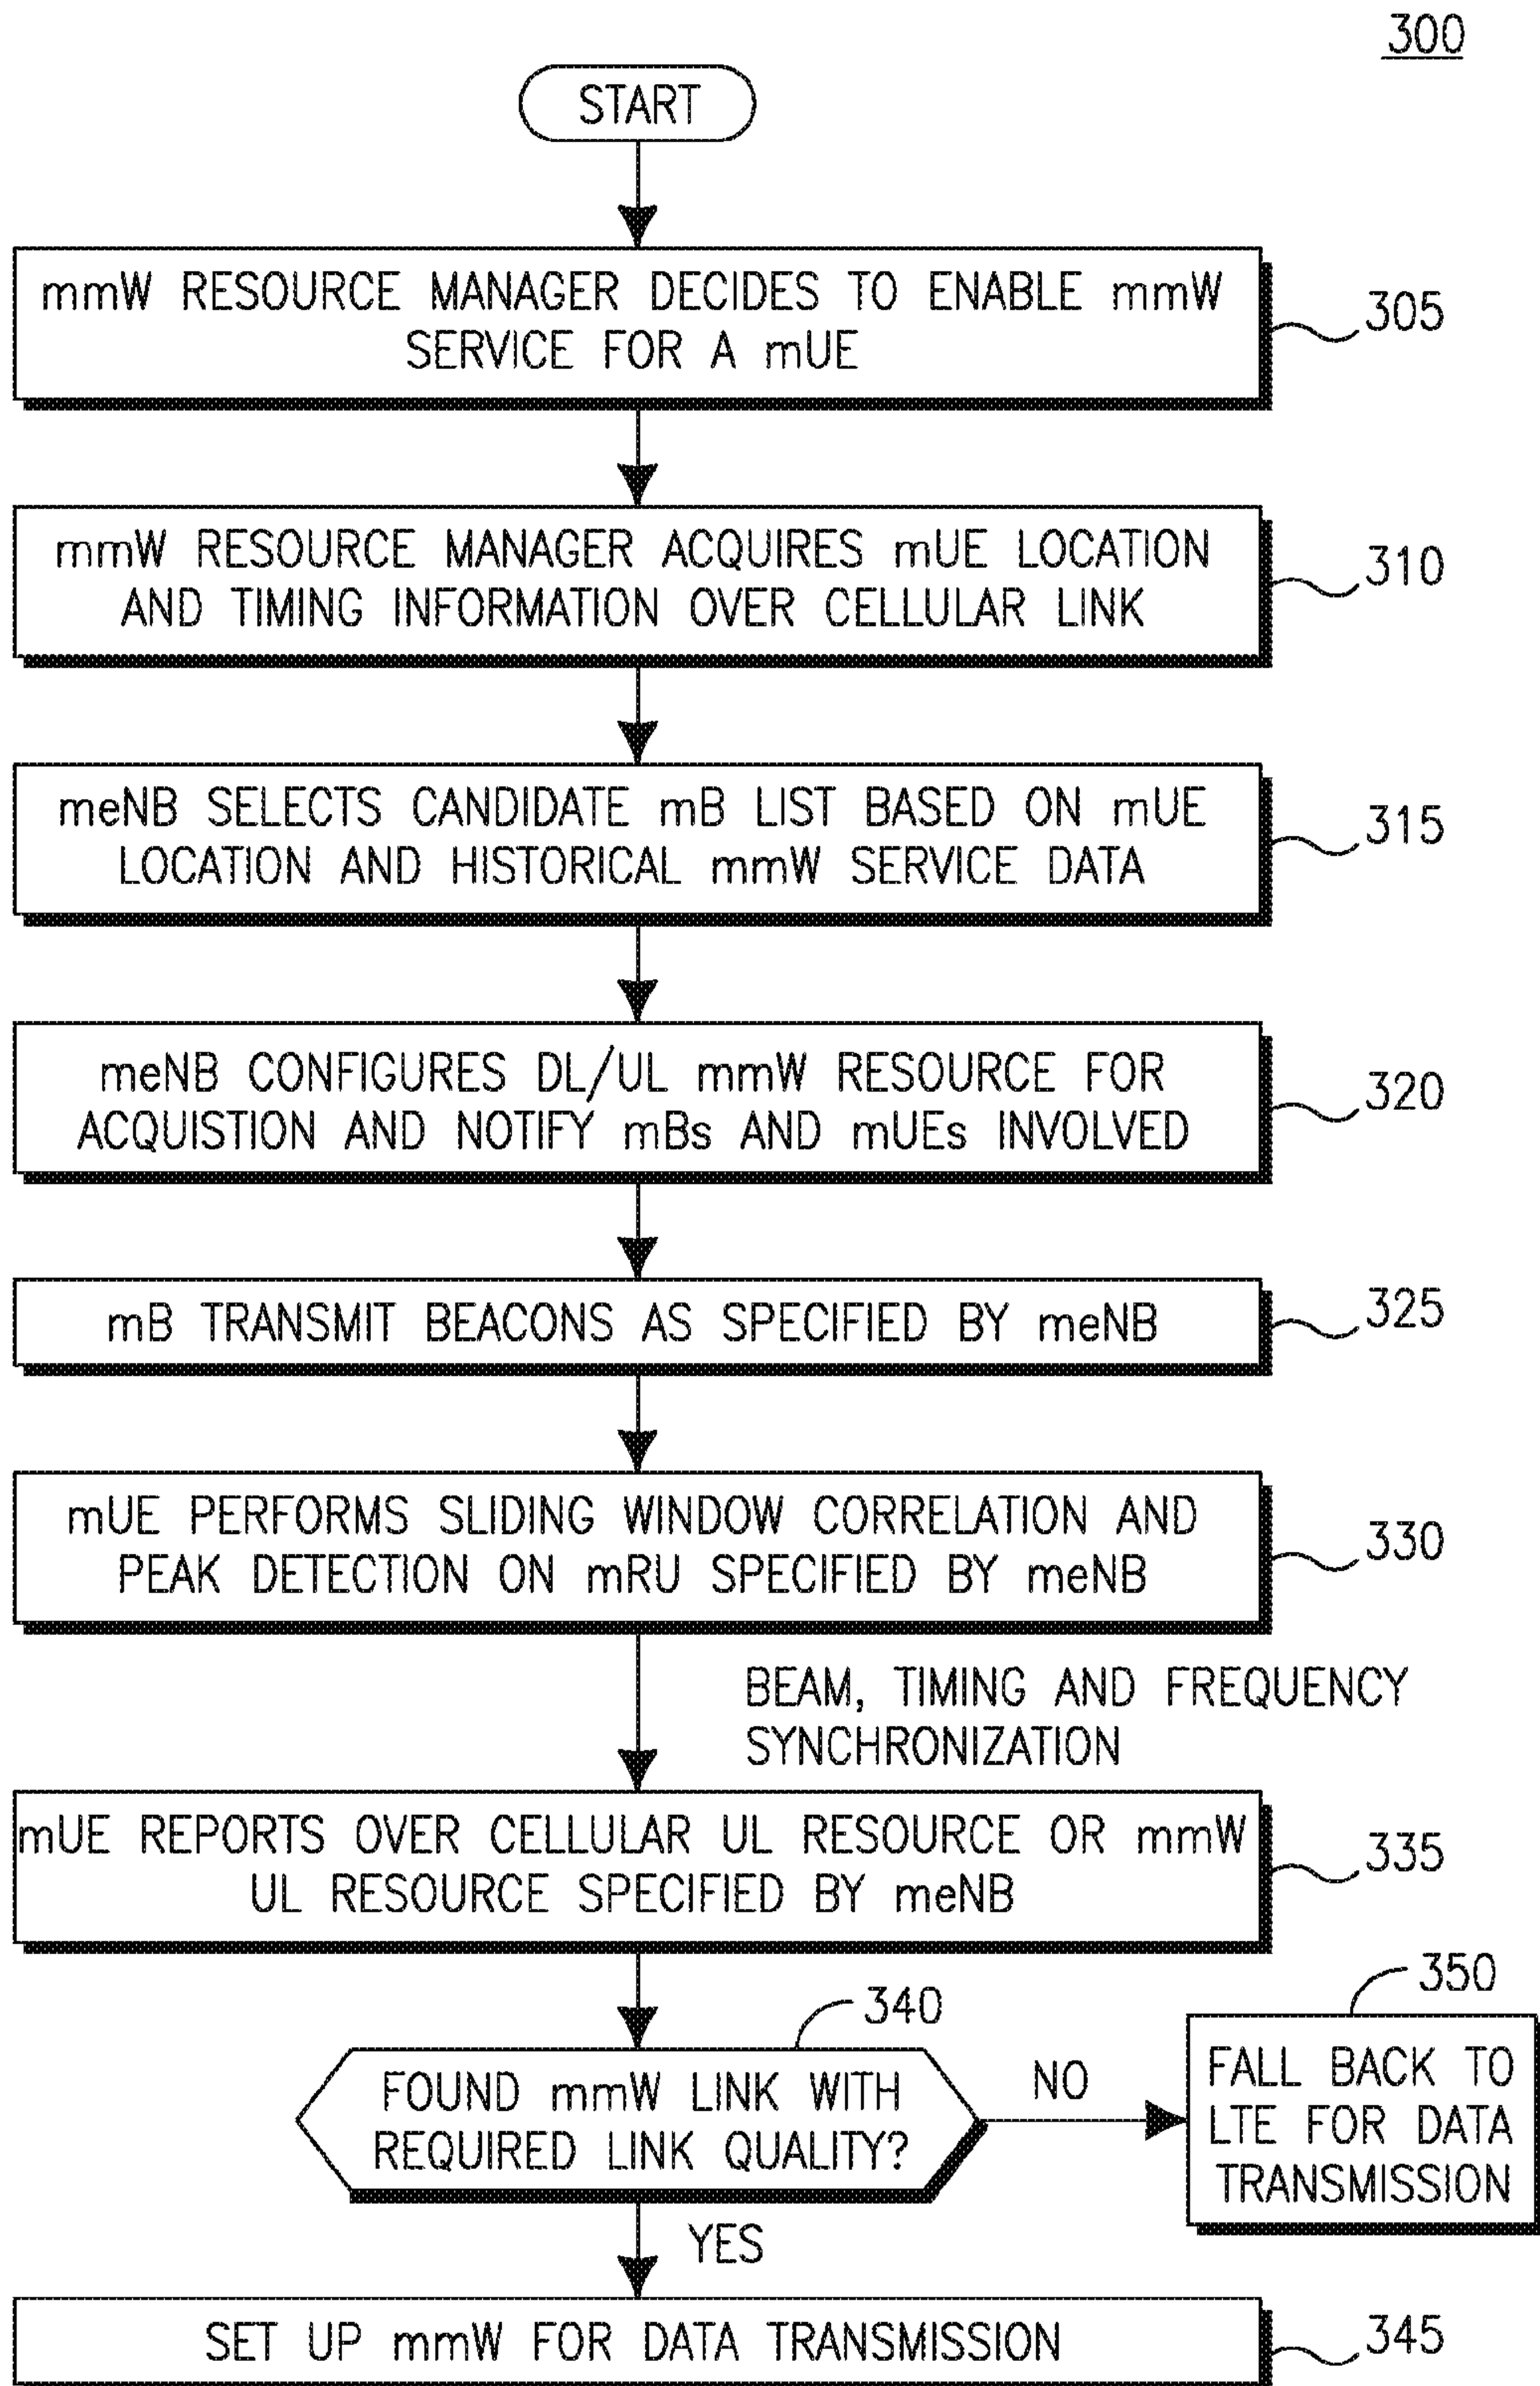 300
START
mmW RESOURCE MANAGER DECIDES TO ENABLE mmW
SERVICE FOR A mUE
305
mmW RESOURCE MANAGER ACQUIRES mUE LOCATION
AND TIMING INFORMATION OVER CELLULAR LINK
310
meNB SELECTS CANDIDATE mB LIST BASED ON mUE
LOCATION AND HISTORICAL mmW SERVICE DATA
315
meNB CONFIGURES DL/UL mmW RESOURCE FOR
ACQUISTION AND NOTIFY mBs AND mUEs INVOLVED
320
mB TRANSMIT BEACONS AS SPECIFIED BY meNB
325
mUE PERFORMS SLIDING WINDOW CORRELATION AND
PEAK DETECTION ON mRU SPECIFIED BY meNB
330
BEAM, TIMING AND FREQUENCY
SYNCHRONIZATION
mUE REPORTS OVER CELLULAR UL RESOURCE OR mmW
UL RESOURCE SPECIFIED BY meNB
335
340
FOUND mmW LINK WITH
REQUIRED LINK QUALITY?
NO
350
FALL BACK TO
LTE FOR DATA
TRANSMISSION
YES
SET UP mmW FOR DATA TRANSMISSION
345